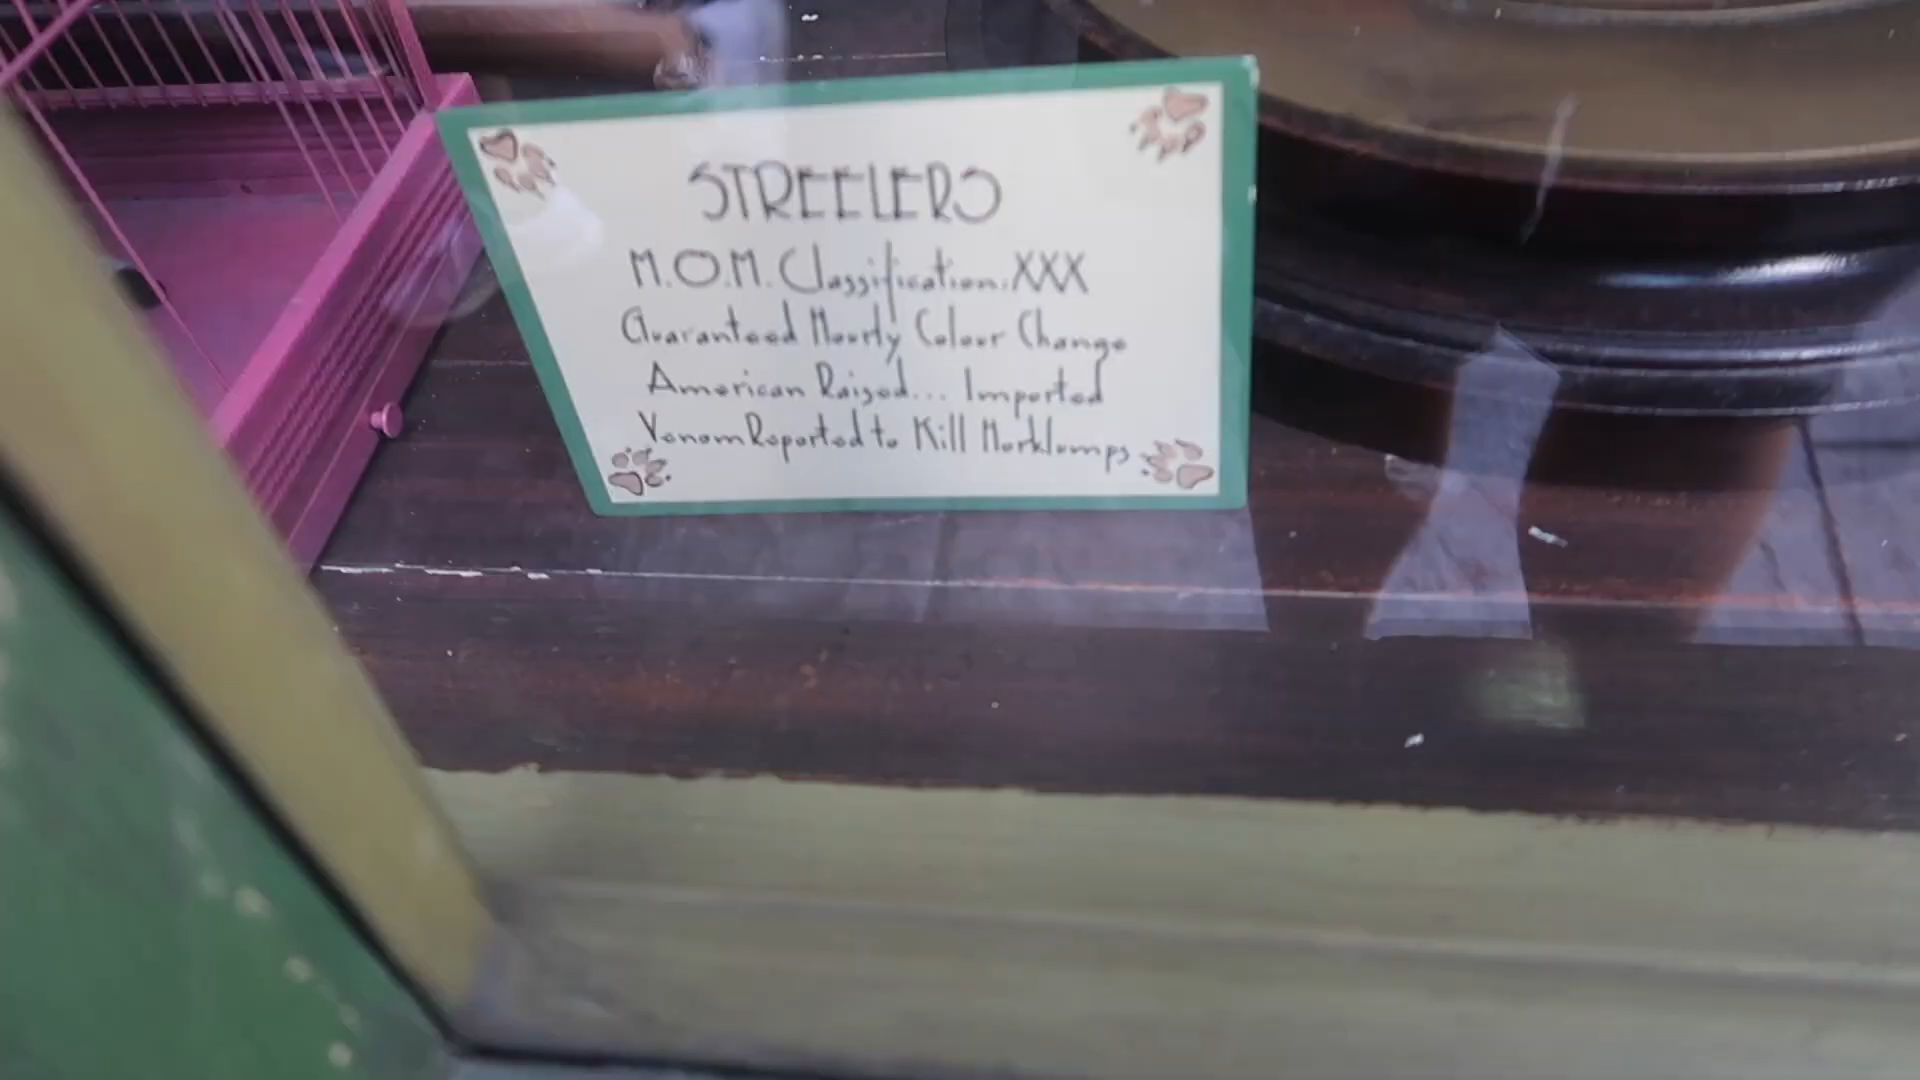 STREELERS
M.O.M. Classification: XXX
Guaranteed Hourly Colour Change
American Raised... Imported
Venom Reported to Kill Horklumps